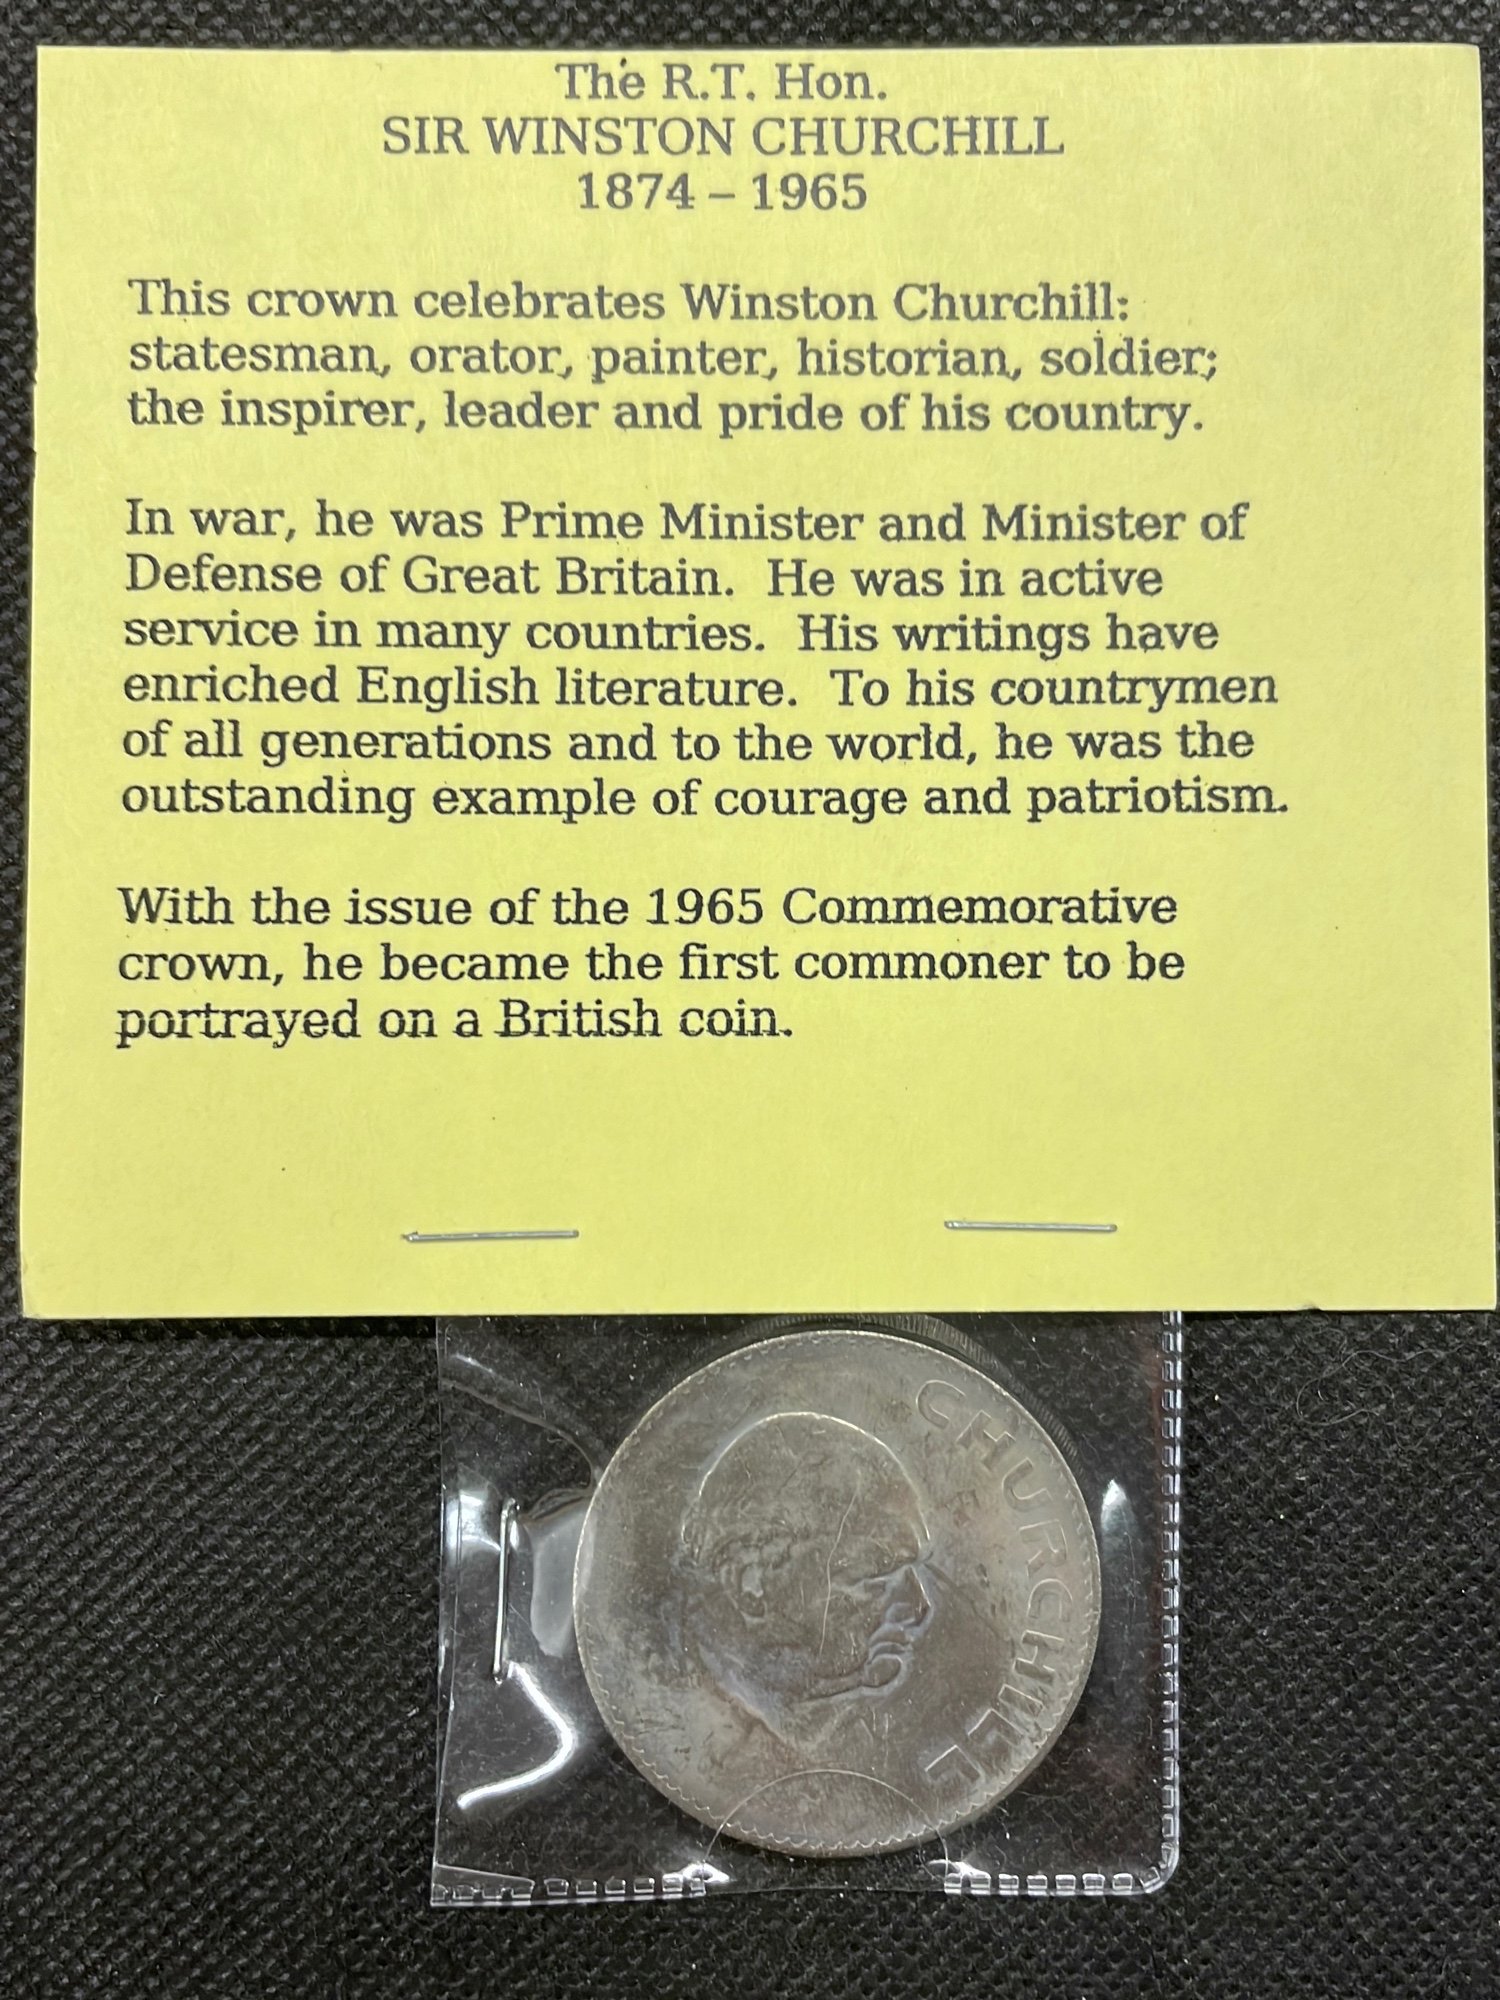 The R.T. Hon.
SIR WINSTON CHURCHILL
1874 – 1965
This crown celebrates Winston Churchill:
statesman, orator, painter, historian, soldier;
the inspirer, leader and pride of his country.
In war, he was Prime Minister and Minister of
Defense of Great Britain. He was in active
service in many countries. His writings have
enriched English literature. To his countrymen
of all generations and to the world, he was the
outstanding example of courage and patriotism.
With the issue of the 1965 Commemorative
crown, he became the first commoner to be
portrayed on a British coin.
CHURCHILL